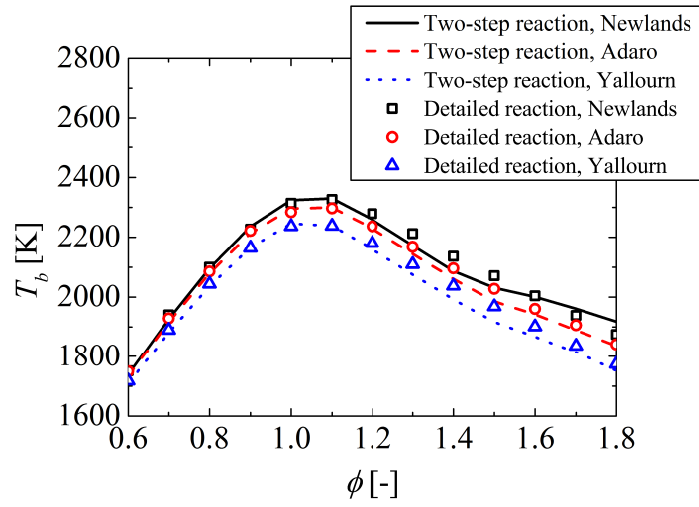 Two-step reaction, Newlands
Two-step reaction, Adaro
Two-step reaction, Yallourn
Detailed reaction, Newlands
Detailed reaction, Adaro
Detailed reaction, Yallourn
2800
2600
2400
2200
2000
1800
1600
T_b [K]
0.6 0.8 1.0 1.2 1.4 1.6 1.8
ϕ [-]